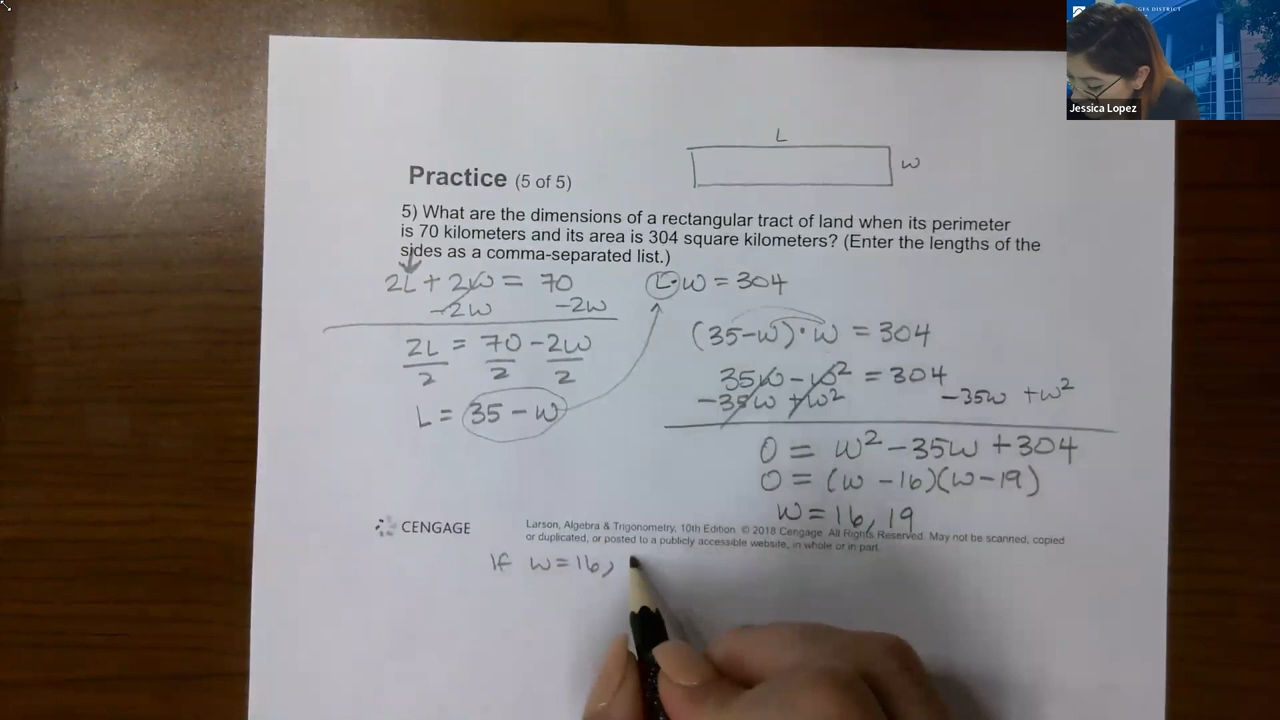 GES DISTRICT
Jessica Lopez
L
w
Practice (5 of 5)
5) What are the dimensions of a rectangular tract of land when its perimeter
is 70 kilometers and its area is 304 square kilometers? (Enter the lengths of the
sides as a comma-separated list.)
2L + 2w = 70
-2w -2w
2L = 70 - 2w
2 2 2
L = 35 - w
L · w = 304
(35-w) · w = 304
35w - w² = 304
-35w +w² -35w +w²
0 = w² - 35w + 304
0 = (w - 16)(w - 19)
w = 16, 19
CENGAGE
Larson, Algebra & Trigonometry, 10th Edition. © 2018 Cengage. All Rights Reserved. May not be scanned, copied
or duplicated, or posted to a publicly accessible website, in whole or in part.
If w = 16,